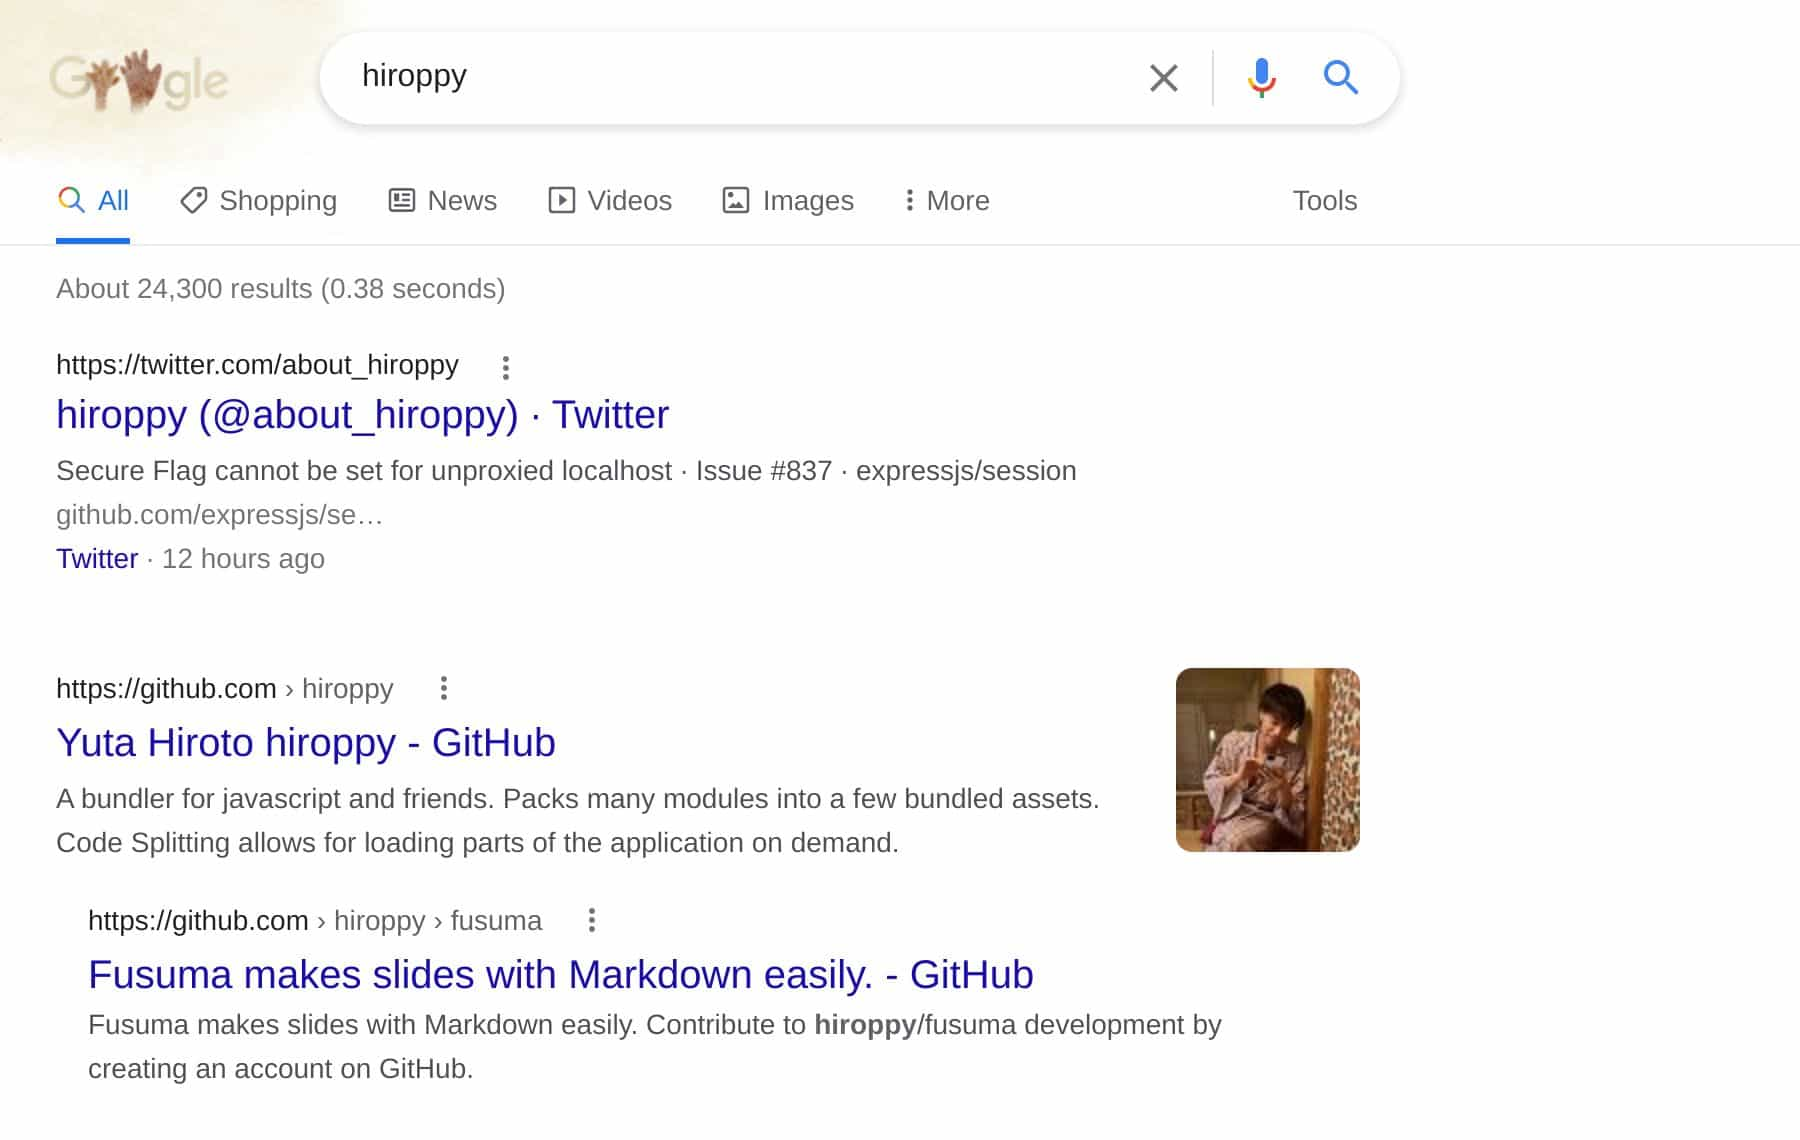 Google
hiroppy
All Shopping News Videos Images More Tools
About 24,300 results (0.38 seconds)
https://twitter.com/about_hiroppy
hiroppy (@about_hiroppy) · Twitter
Secure Flag cannot be set for unproxied localhost · Issue #837 · expressjs/session
github.com/expressjs/se…
Twitter · 12 hours ago
https://github.com › hiroppy
Yuta Hiroto hiroppy - GitHub
A bundler for javascript and friends. Packs many modules into a few bundled assets.
Code Splitting allows for loading parts of the application on demand.
https://github.com › hiroppy › fusuma
Fusuma makes slides with Markdown easily. - GitHub
Fusuma makes slides with Markdown easily. Contribute to hiroppy/fusuma development by
creating an account on GitHub.